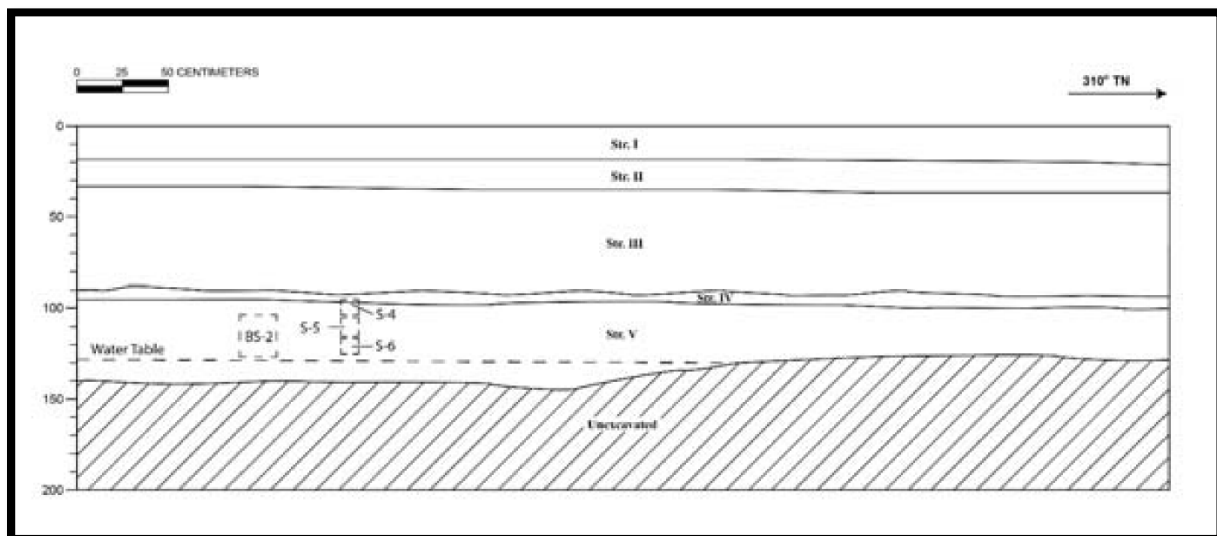 0 25 50 CENTIMETERS
310° TN
0
Str. I
Str. II
50
Str. III
100
Str. IV
S-4
S-5
BS-2
Str. V
S-6
Water Table
150
Unexcavated
200